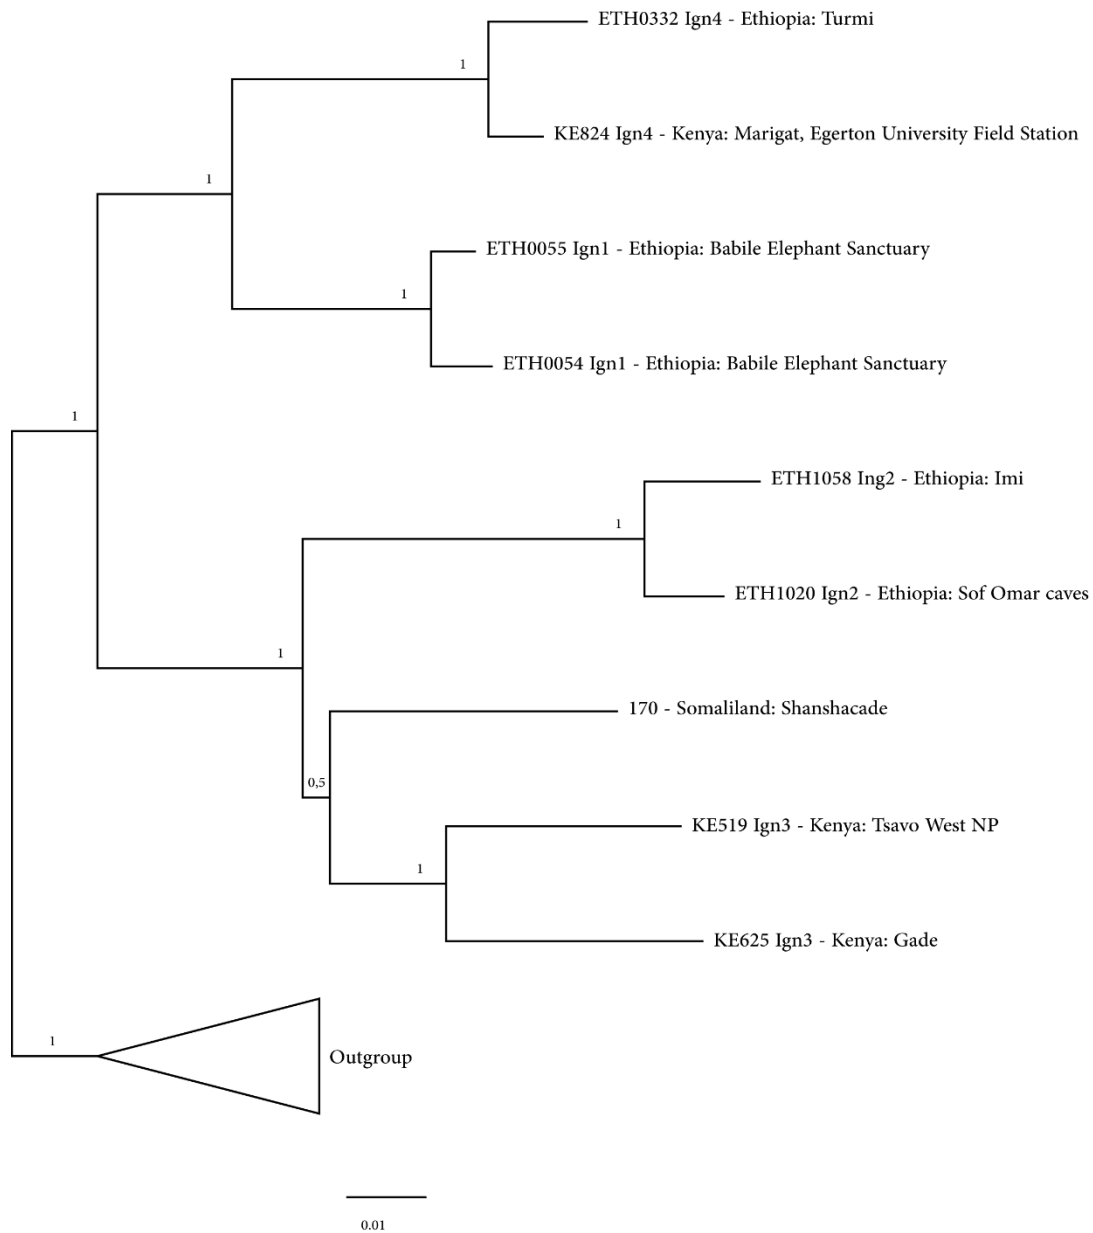 ETH0332 Ign4 - Ethiopia: Turmi
1
KE824 Ign4 - Kenya: Marigat, Egerton University Field Station
1
ETH0055 Ign1 - Ethiopia: Babile Elephant Sanctuary
1
ETH0054 Ign1 - Ethiopia: Babile Elephant Sanctuary
1
ETH1058 Ing2 - Ethiopia: Imi
1
ETH1020 Ign2 - Ethiopia: Sof Omar caves
1
170 - Somaliland: Shanshacade
0,5
KE519 Ign3 - Kenya: Tsavo West NP
1
KE625 Ign3 - Kenya: Gade
1
Outgroup
0.01